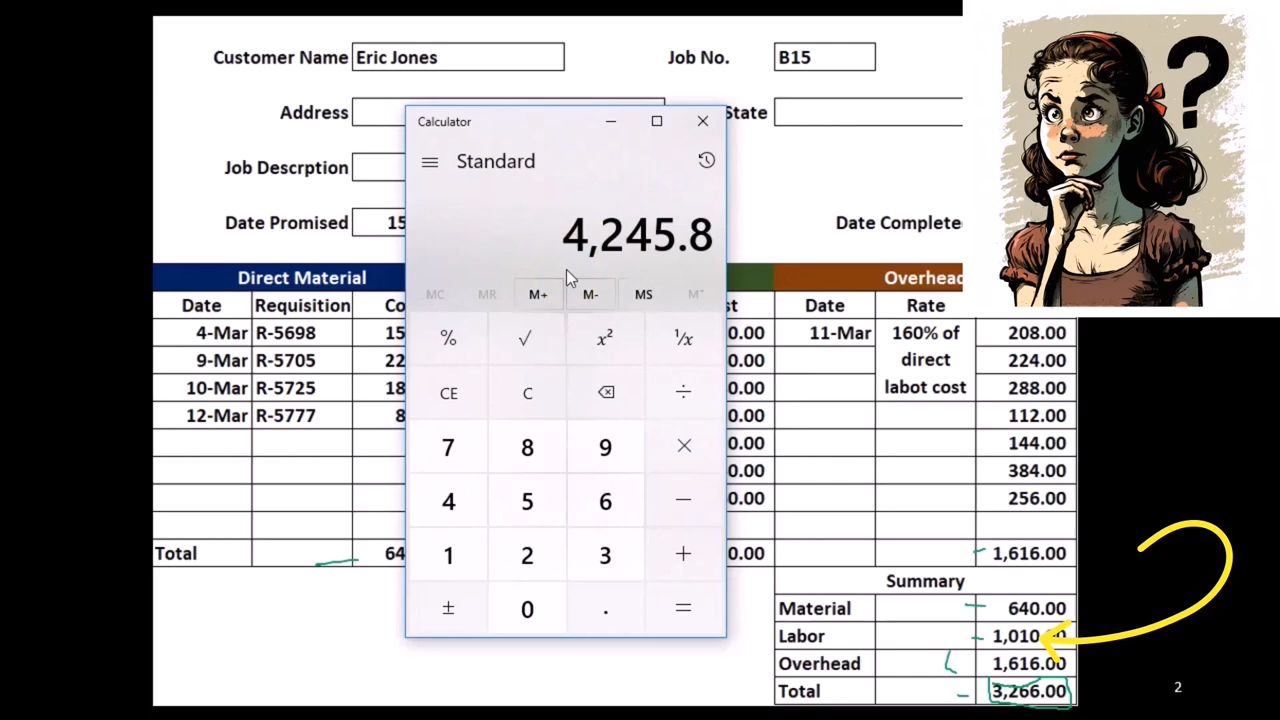 Customer Name Eric Jones Job No. B15
Address State
Job Descrption
Date Promised 15 Date Complete
Calculator
Standard
4,245.8
MC MR M+ M- MS M˅
% √ x² ¹/x
CE C ⌫ ÷
7 8 9 ×
4 5 6 −
1 2 3 +
± 0 . =
Direct Material Overhead
Date Requisition Co st Date Rate
4-Mar R-5698 15 0.00 11-Mar 160% of 208.00
9-Mar R-5705 22 0.00 direct 224.00
10-Mar R-5725 18 0.00 labot cost 288.00
12-Mar R-5777 8 0.00 112.00
0.00 144.00
0.00 384.00
0.00 256.00
Total 64 0.00 1,616.00
Summary
Material 640.00
Labor 1,010
Overhead 1,616.00
Total 3,266.00
?
2